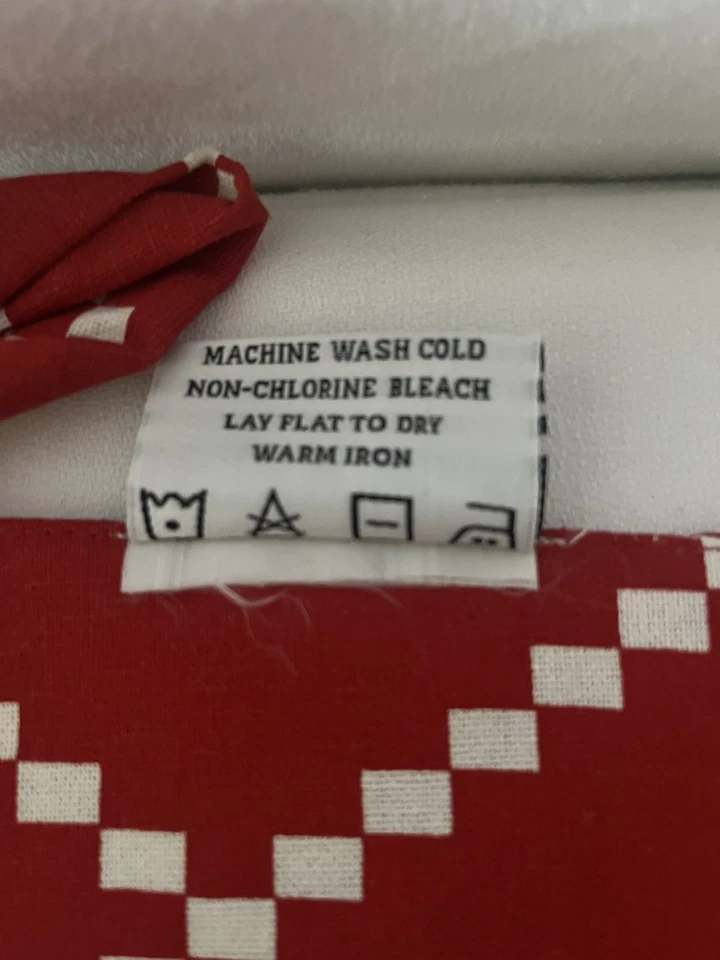 MACHINE WASH COLD
NON-CHLORINE BLEACH
LAY FLAT TO DRY
WARM IRON